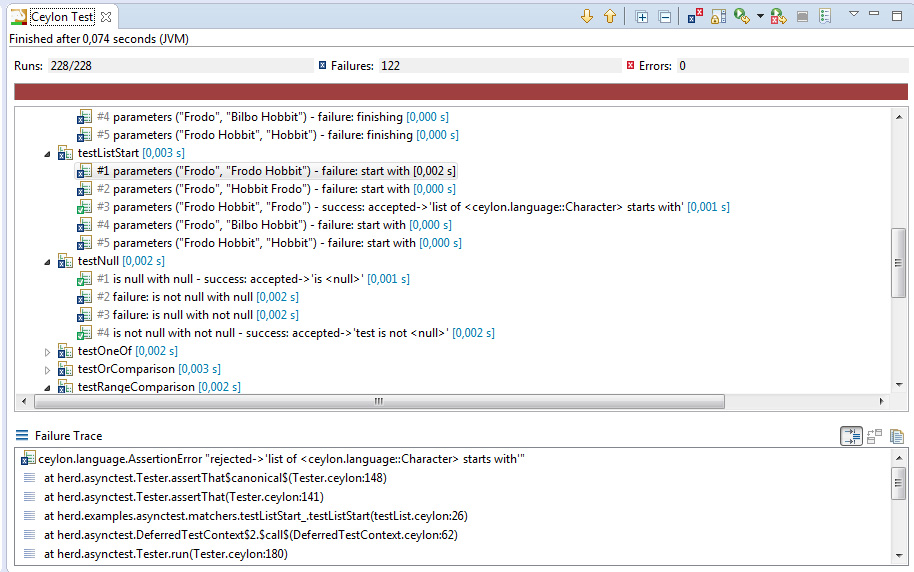 Ceylon Test
Finished after 0,074 seconds (JVM)
Runs: 228/228 Failures: 122 Errors: 0
#4 parameters ("Frodo", "Bilbo Hobbit") - failure: finishing [0,000 s]
#5 parameters ("Frodo Hobbit", "Hobbit") - failure: finishing [0,000 s]
testListStart [0,003 s]
#1 parameters ("Frodo", "Frodo Hobbit") - failure: start with [0,002 s]
#2 parameters ("Frodo", "Hobbit Frodo") - failure: start with [0,000 s]
#3 parameters ("Frodo Hobbit", "Frodo") - success: accepted->'list of <ceylon.language::Character> starts with' [0,001 s]
#4 parameters ("Frodo", "Bilbo Hobbit") - failure: start with [0,000 s]
#5 parameters ("Frodo Hobbit", "Hobbit") - failure: start with [0,000 s]
testNull [0,002 s]
#1 is null with null - success: accepted->'is <null>' [0,001 s]
#2 failure: is not null with null [0,002 s]
#3 failure: is null with not null [0,002 s]
#4 is not null with not null - success: accepted->'test is not <null>' [0,002 s]
testOneOf [0,002 s]
testOrComparison [0,003 s]
testRangeComparison [0,002 s]
Failure Trace
ceylon.language.AssertionError "rejected->'list of <ceylon.language::Character> starts with'"
at herd.asynctest.Tester.assertThat$canonical$(Tester.ceylon:148)
at herd.asynctest.Tester.assertThat(Tester.ceylon:141)
at herd.examples.asynctest.matchers.testListStart_.testListStart(testList.ceylon:26)
at herd.asynctest.DeferredTestContext$2.$call$(DeferredTestContext.ceylon:62)
at herd.asynctest.Tester.run(Tester.ceylon:180)